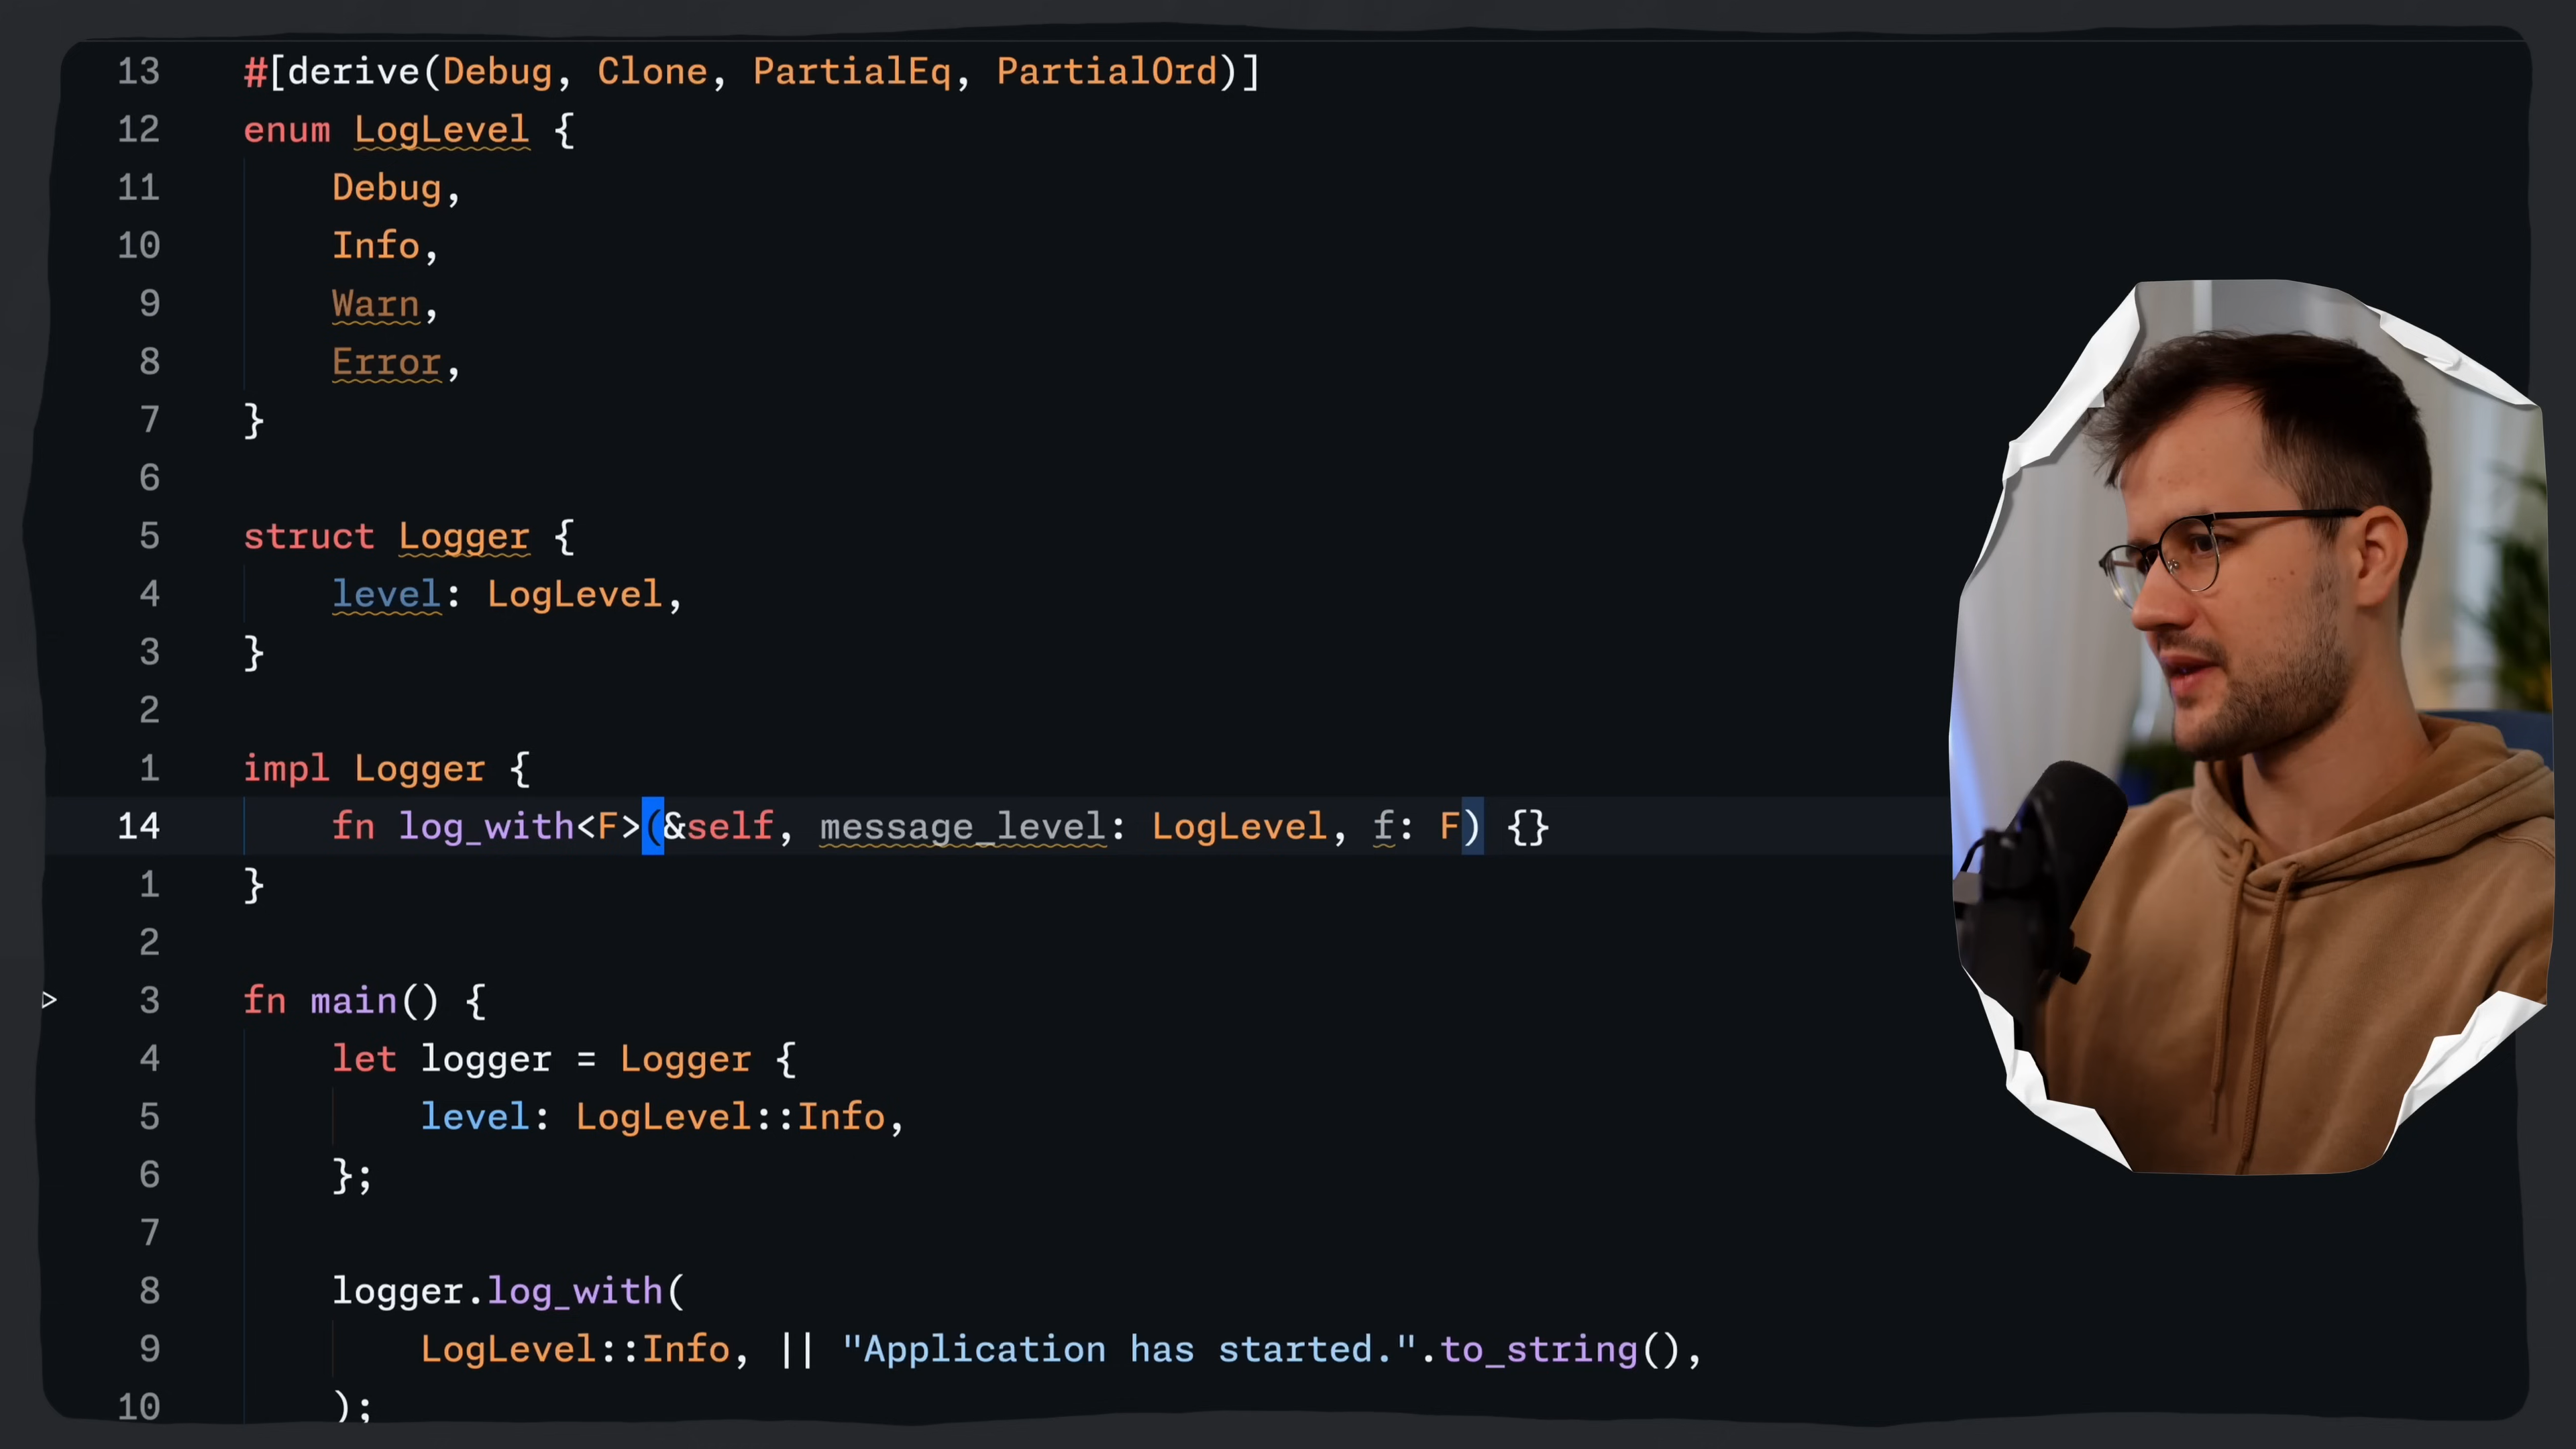 13 #[derive(Debug, Clone, PartialEq, PartialOrd)]
12 enum LogLevel {
11 Debug,
10 Info,
9 Warn,
8 Error,
7 }
6
5 struct Logger {
4 level: LogLevel,
3 }
2
1 impl Logger {
14 fn log_with<F>(&self, message_level: LogLevel, f: F) {}
1 }
2
3 fn main() {
4 let logger = Logger {
5 level: LogLevel::Info,
6 };
7
8 logger.log_with(
9 LogLevel::Info, || "Application has started.".to_string(),
10 );